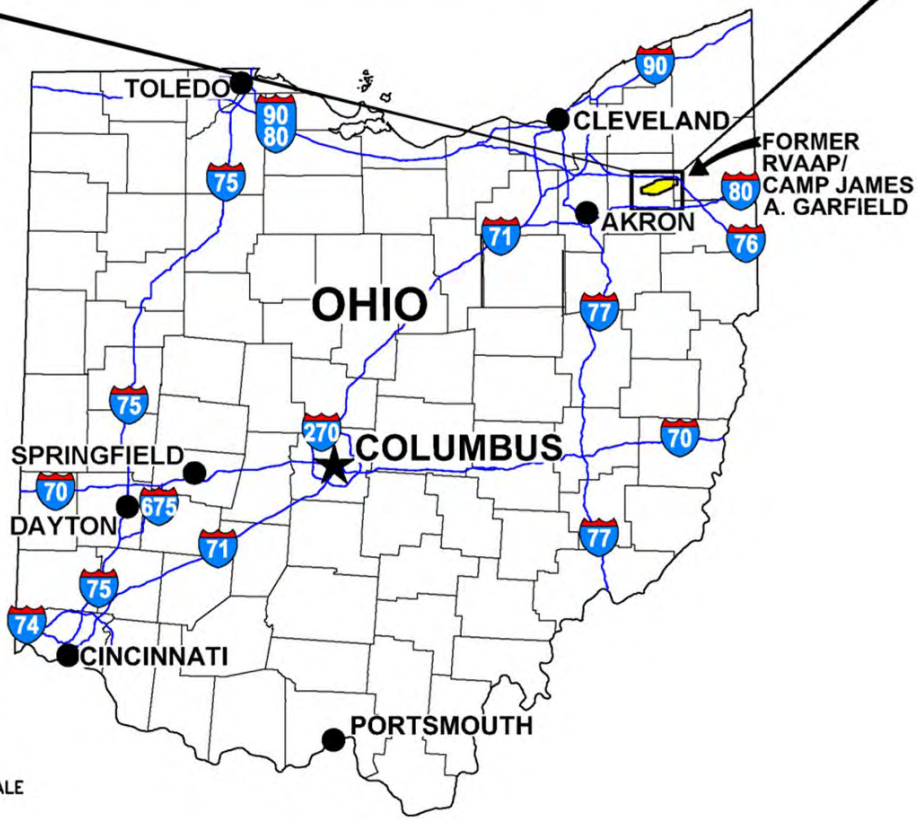 90
TOLEDO
90
80
CLEVELAND
FORMER
RVAAP/
CAMP JAMES
A. GARFIELD
75
80
AKRON
71
76
OHIO
77
75
270
COLUMBUS
70
SPRINGFIELD
70
675
DAYTON
71
77
75
74
CINCINNATI
PORTSMOUTH
ALE